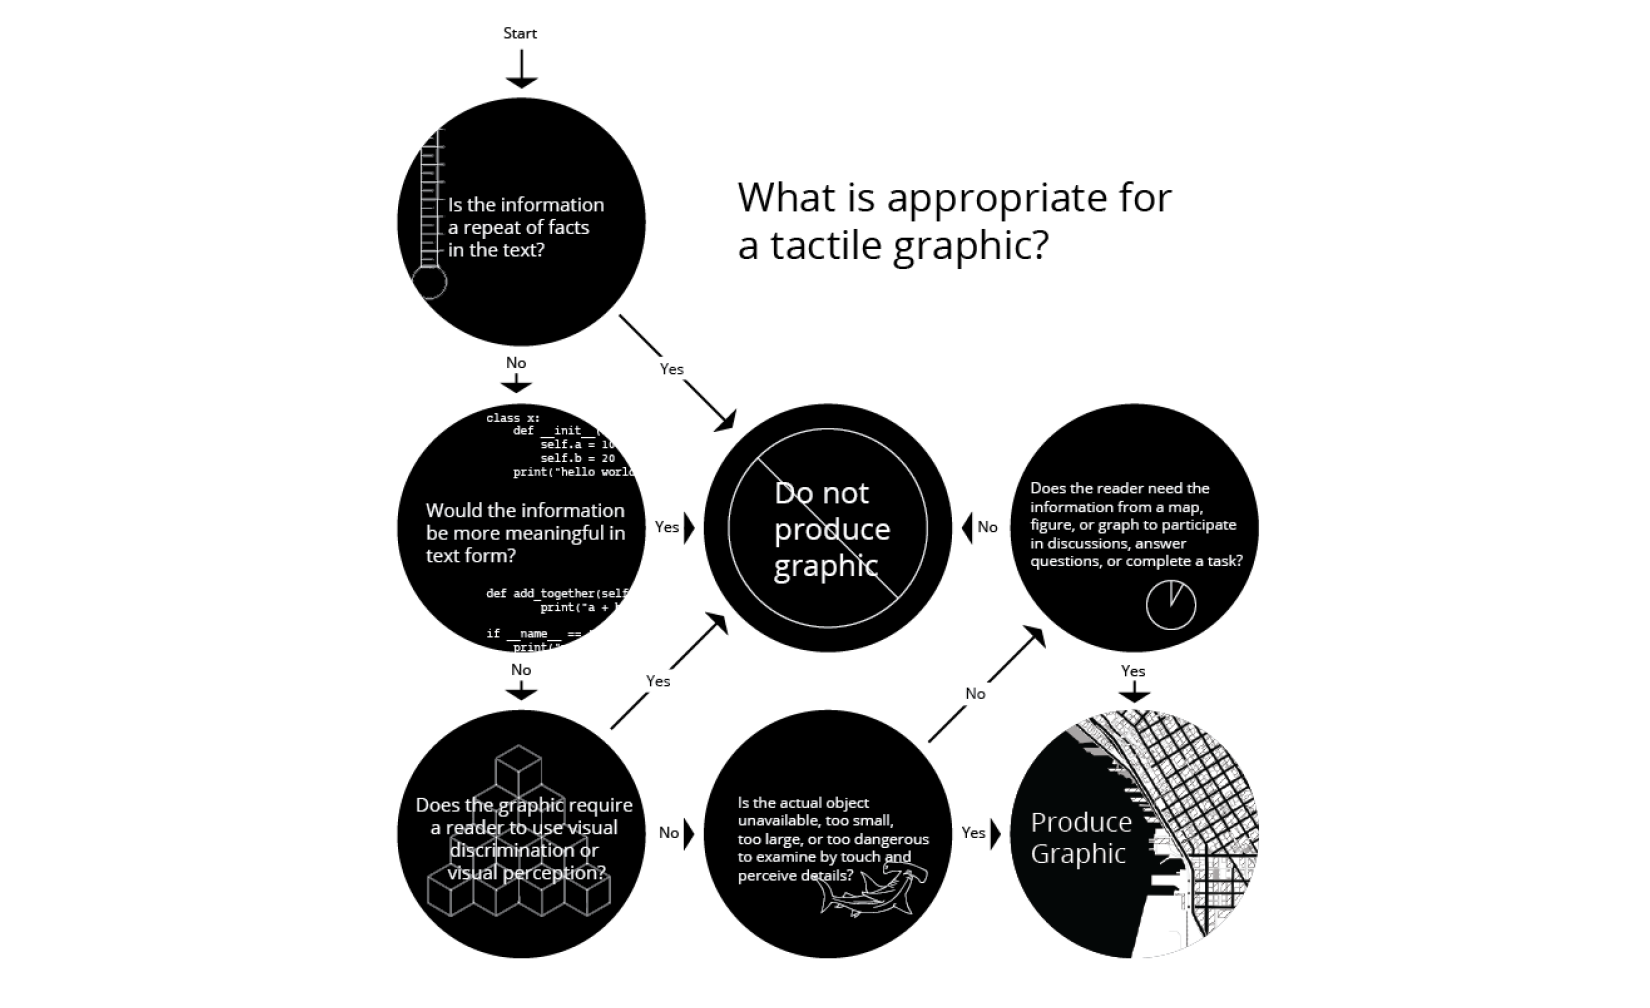 Start
What is appropriate for
a tactile graphic?
Is the information
a repeat of facts
in the text?
Yes
No
class x:
def __init__(
self.a = 10
self.b = 20
print("hello world
Would the information
be more meaningful in
text form?
def add_together(self
print("a +
if __name__ ==
print("
Yes
Do not
produce
graphic
No
Does the reader need the
information from a map,
figure, or graph to participate
in discussions, answer
questions, or complete a task?
No
Yes
No
Yes
Does the graphic require
a reader to use visual
discrimination or
visual perception?
No
Is the actual object
unavailable, too small,
too large, or too dangerous
to examine by touch and
perceive details?
Yes
Produce
Graphic